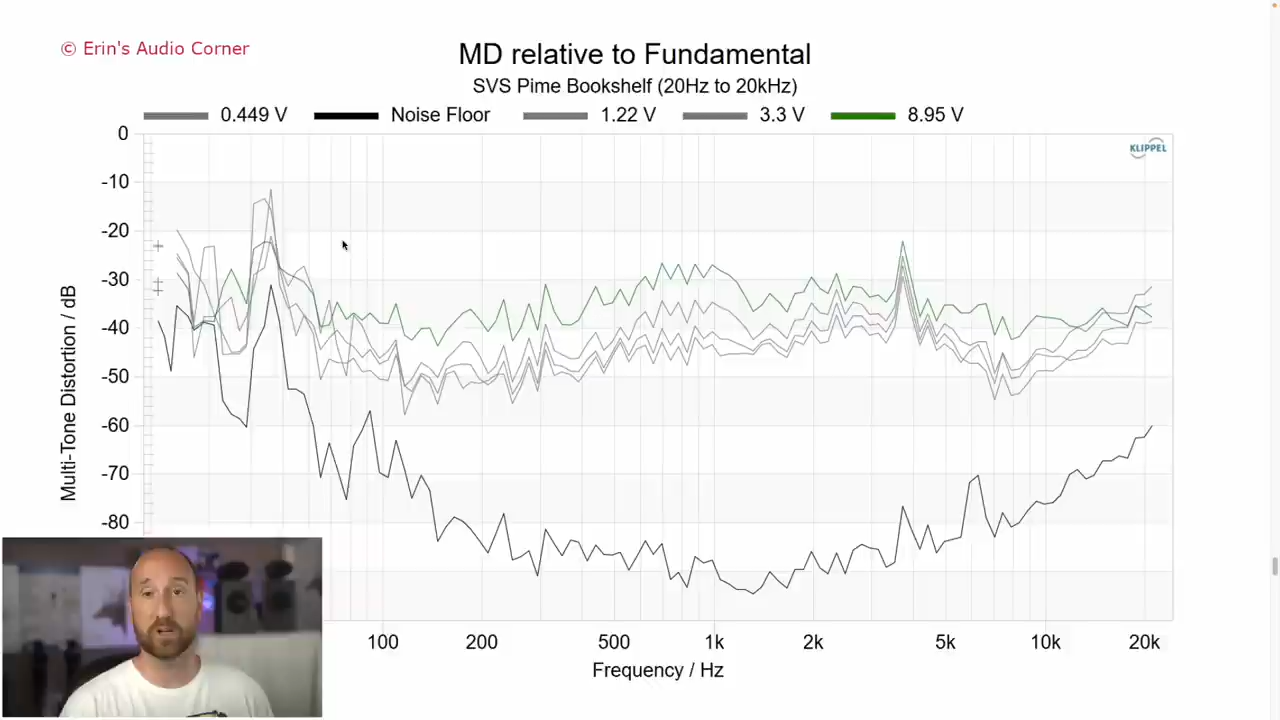 © Erin's Audio Corner
MD relative to Fundamental
SVS Pime Bookshelf (20Hz to 20kHz)
0.449 V Noise Floor 1.22 V 3.3 V 8.95 V
KLIPPEL
0
-10
-20
-30
-40
-50
-60
-70
-80
Multi-Tone Distortion / dB
100 200 500 1k 2k 5k 10k 20k
Frequency / Hz